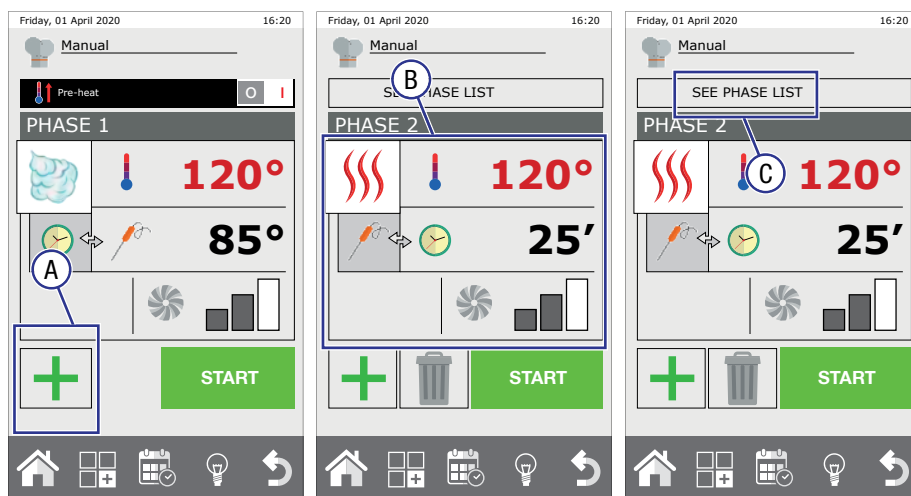 Friday, 01 April 2020 16:20
Manual
Pre-heat O I
PHASE 1
120°
85°
A
START
Friday, 01 April 2020 16:20
Manual
B
SEE PHASE LIST
PHASE 2
120°
25′
START
Friday, 01 April 2020 16:20
Manual
SEE PHASE LIST
PHASE 2
C
120°
25′
START